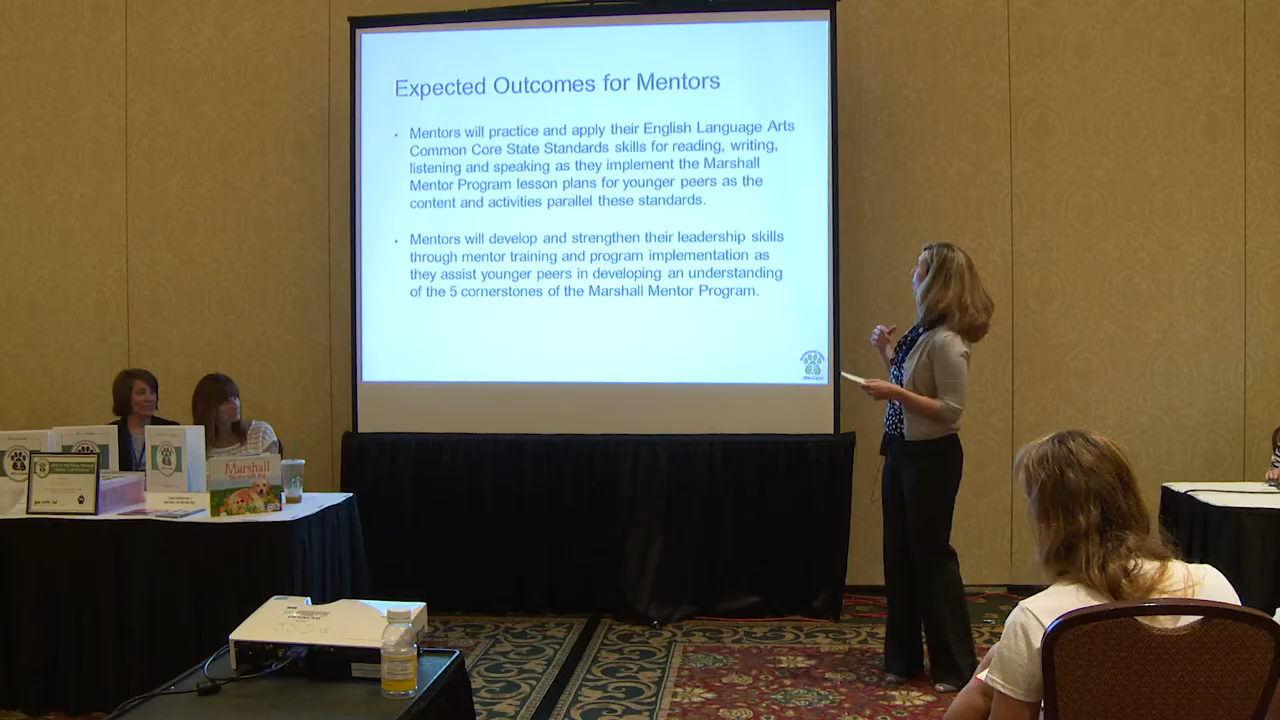 Expected Outcomes for Mentors
Mentors will practice and apply their English Language Arts
Common Core State Standards skills for reading, writing,
listening and speaking as they implement the Marshall
Mentor Program lesson plans for younger peers as the
content and activities parallel these standards.
Mentors will develop and strengthen their leadership skills
through mentor training and program implementation as
they assist younger peers in developing an understanding
of the 5 cornerstones of the Marshall Mentor Program.
Marshall
HITACHI